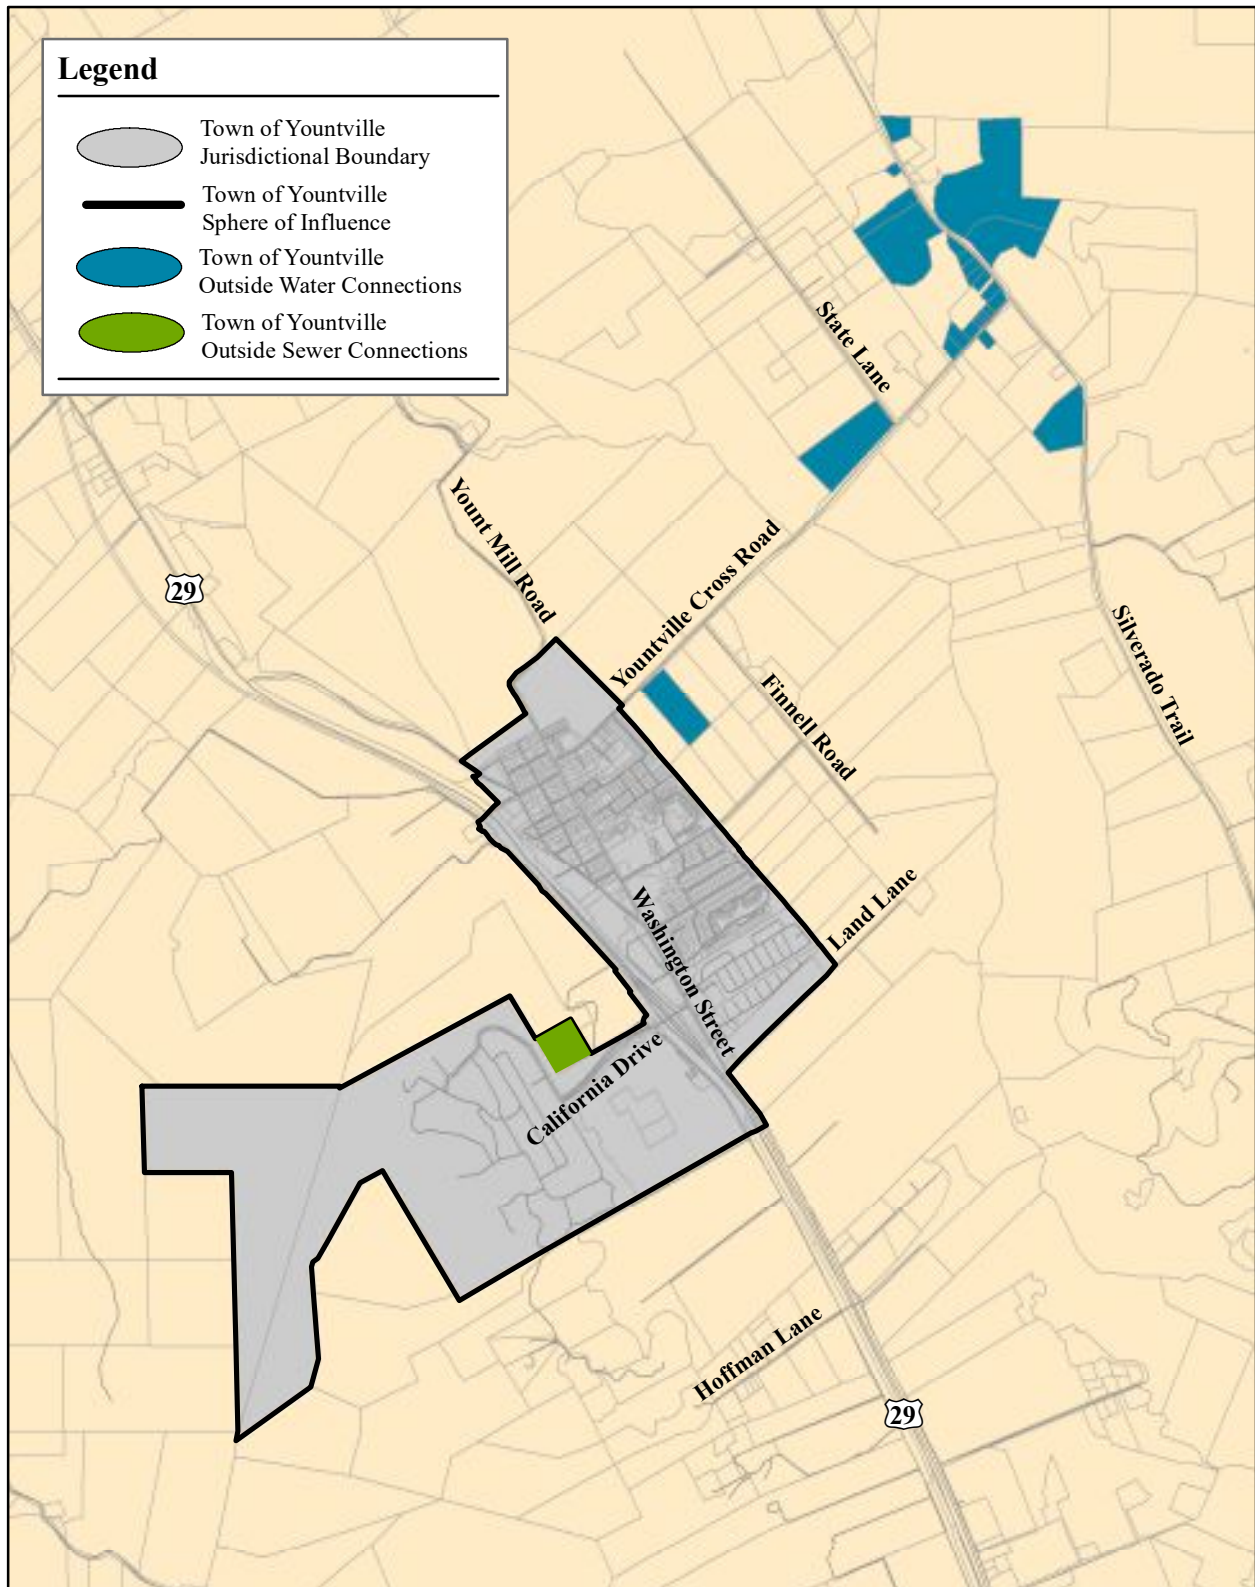 Legend
Town of Yountville
Jurisdictional Boundary
Town of Yountville
Sphere of Influence
Town of Yountville
Outside Water Connections
Town of Yountville
Outside Sewer Connections
State Lane
Yount Mill Road
Yountville Cross Road
29
Silverado Trail
Finnell Road
Land Lane
Washington Street
California Drive
Hoffman Lane
29